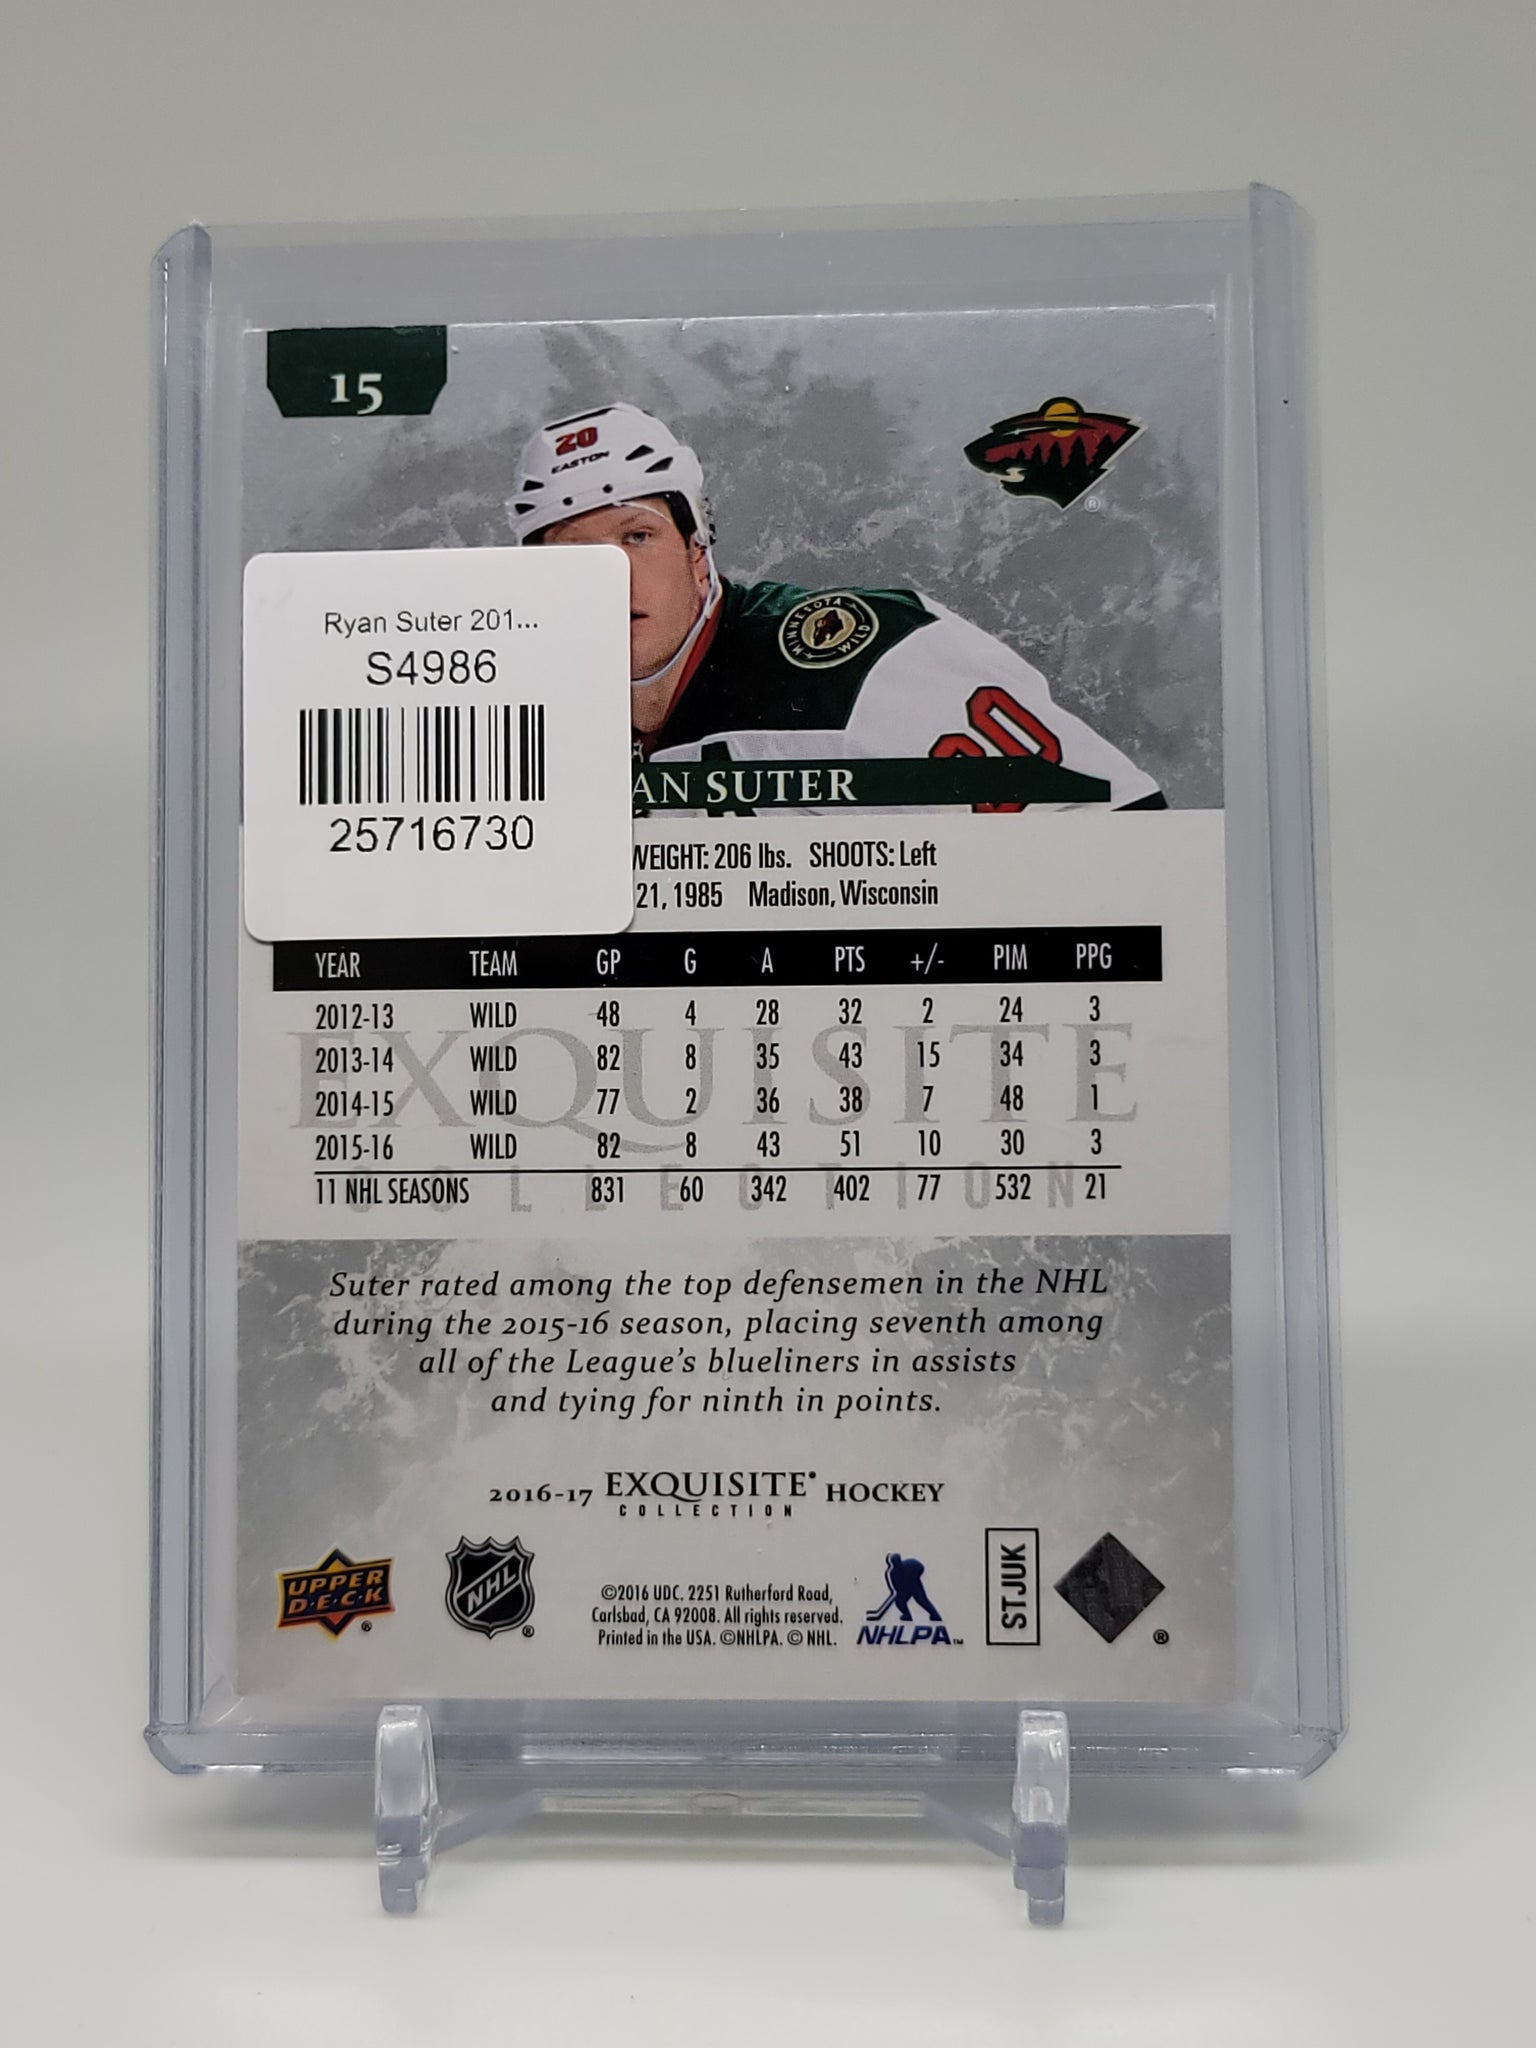 15
20
EASTON
MINNESOTA WILD
Ryan Suter 201...
S4986
25716730
AN SUTER
WEIGHT: 206 lbs. SHOOTS: Left
21, 1985 Madison, Wisconsin
YEAR TEAM GP G A PTS +/- PIM PPG
2012-13 WILD 48 4 28 32 2 24 3
2013-14 WILD 82 8 35 43 15 34 3
2014-15 WILD 77 2 36 38 7 48 1
2015-16 WILD 82 8 43 51 10 30 3
11 NHL SEASONS 831 60 342 402 77 532 21
EXQUISITE
COLLECTION
Suter rated among the top defensemen in the NHL
during the 2015-16 season, placing seventh among
all of the League's blueliners in assists
and tying for ninth in points.
2016-17 EXQUISITE® HOCKEY
COLLECTION
UPPER
D·E·C·K ®
NHL ®
©2016 UDC. 2251 Rutherford Road,
Carlsbad, CA 92008. All rights reserved.
Printed in the USA. ©NHLPA. © NHL.
NHLPA™
STJUK
®